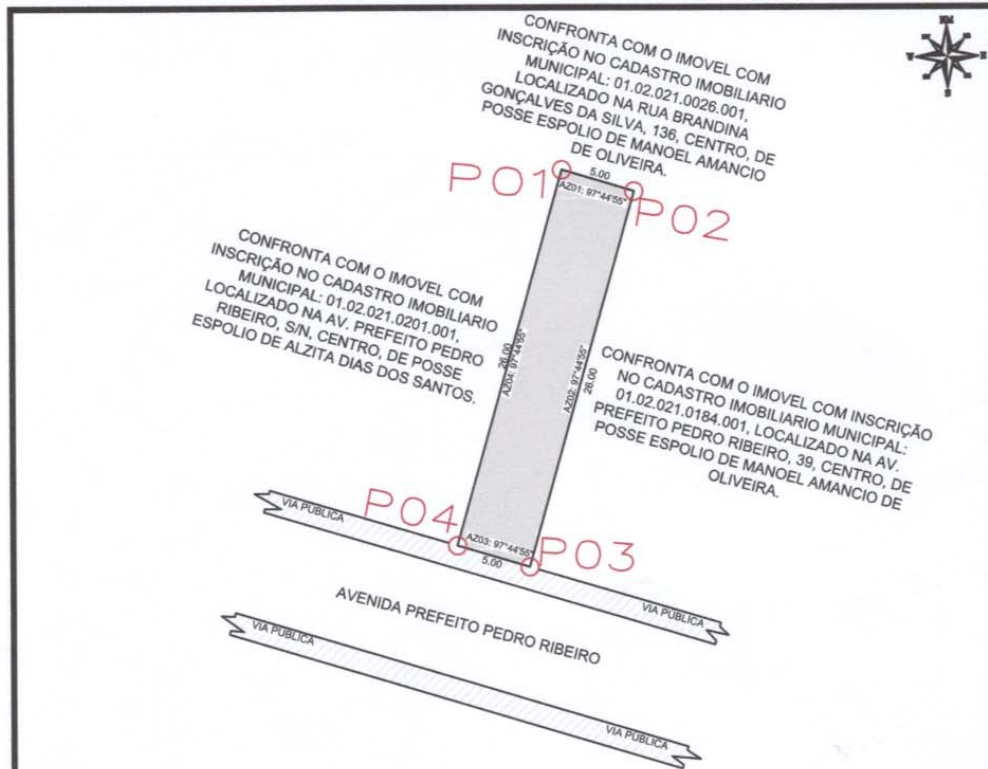 CONFRONTA COM O IMOVEL COM
INSCRIÇÃO NO CADASTRO IMOBILIARIO
MUNICIPAL: 01.02.021.0026.001,
LOCALIZADO NA RUA BRANDINA
GONÇALVES DA SILVA, 136, CENTRO, DE
POSSE ESPOLIO DE MANOEL AMANCIO
DE OLIVEIRA.
P01
5.00
AZ01: 97°44'55"
P02
CONFRONTA COM O IMOVEL COM
INSCRIÇÃO NO CADASTRO IMOBILIARIO
MUNICIPAL: 01.02.021.0201.001,
LOCALIZADO NA AV. PREFEITO PEDRO
RIBEIRO, S/N, CENTRO, DE POSSE
ESPOLIO DE ALZITA DIAS DOS SANTOS.
26.00
AZ04: 97°44'55"
AZ02: 97°44'55"
26.00
CONFRONTA COM O IMOVEL COM INSCRIÇÃO
NO CADASTRO IMOBILIARIO MUNICIPAL:
01.02.021.0184.001, LOCALIZADO NA AV.
PREFEITO PEDRO RIBEIRO, 39, CENTRO, DE
POSSE ESPOLIO DE MANOEL AMANCIO DE
OLIVEIRA.
VIA PUBLICA
P04
AZ03: 97°44'55"
5.00
P03
VIA PUBLICA
AVENIDA PREFEITO PEDRO RIBEIRO
VIA PUBLICA
VIA PUBLICA